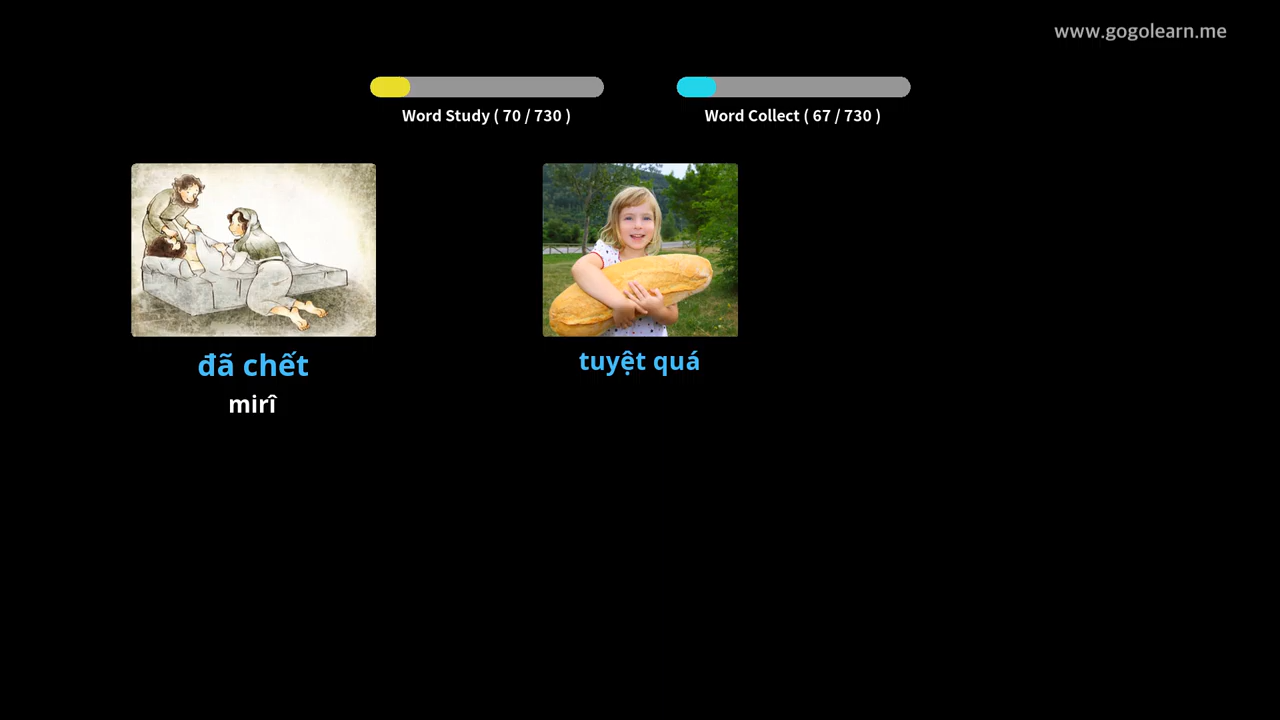 www.gogolearn.me
Word Study ( 70 / 730 )
Word Collect ( 67 / 730 )
đã chết
mirî
tuyệt quá